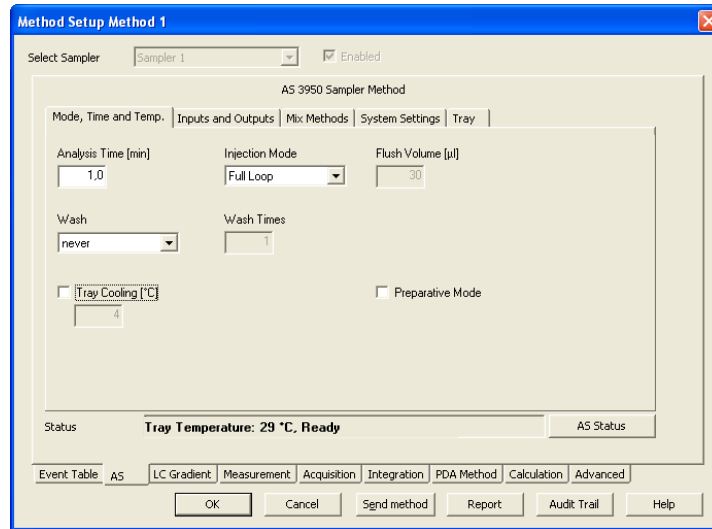 Method Setup Method 1
Select Sampler Sampler 1 Enabled
AS 3950 Sampler Method
Mode, Time and Temp. Inputs and Outputs Mix Methods System Settings Tray
Analysis Time [min] Injection Mode Flush Volume [µl]
1,0 Full Loop 30
Wash Wash Times
never 1
Tray Cooling [°C] Preparative Mode
4
Status Tray Temperature: 29 °C, Ready AS Status
Event Table AS LC Gradient Measurement Acquisition Integration PDA Method Calculation Advanced
OK Cancel Send method Report Audit Trail Help